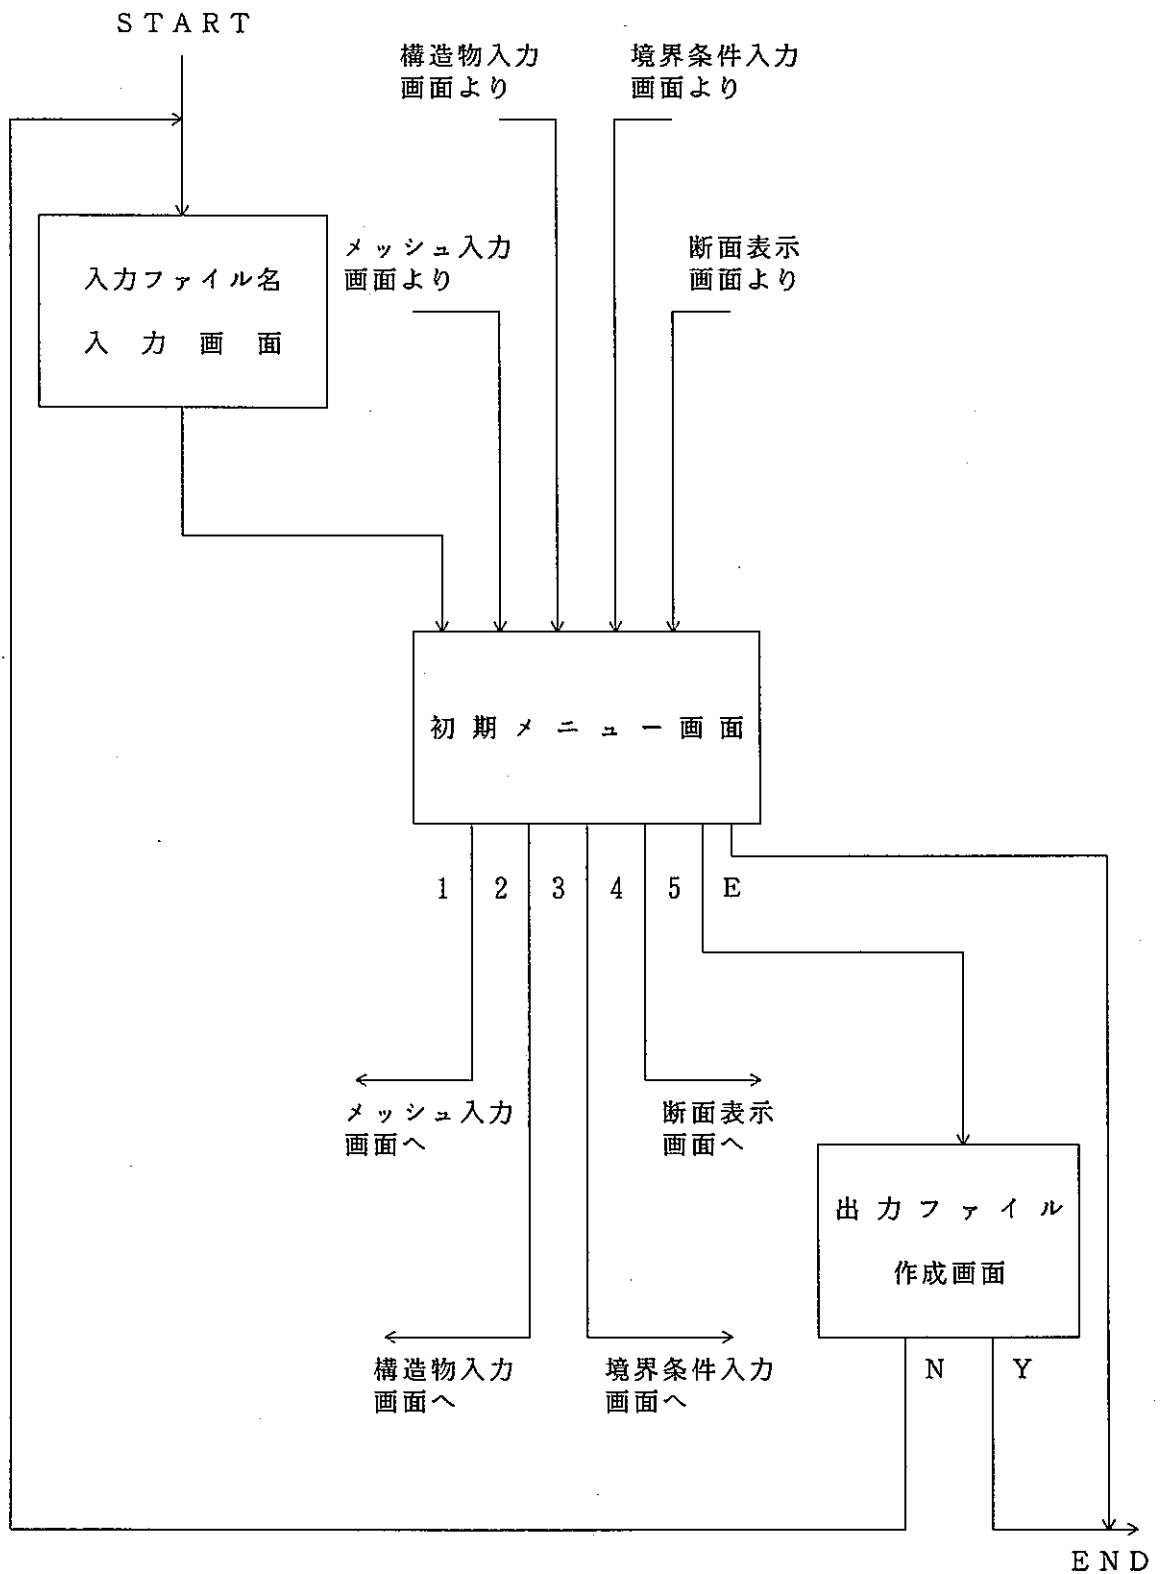 START
構造物入力
画面より
境界条件入力
画面より
メッシュ入力
画面より
断面表示
画面より
入力ファイル名
入力画面
初期メニュー画面
1 2 3 4 5 E
メッシュ入力
画面へ
断面表示
画面へ
出力ファイル
作成画面
構造物入力
画面へ
境界条件入力
画面へ
N Y
END